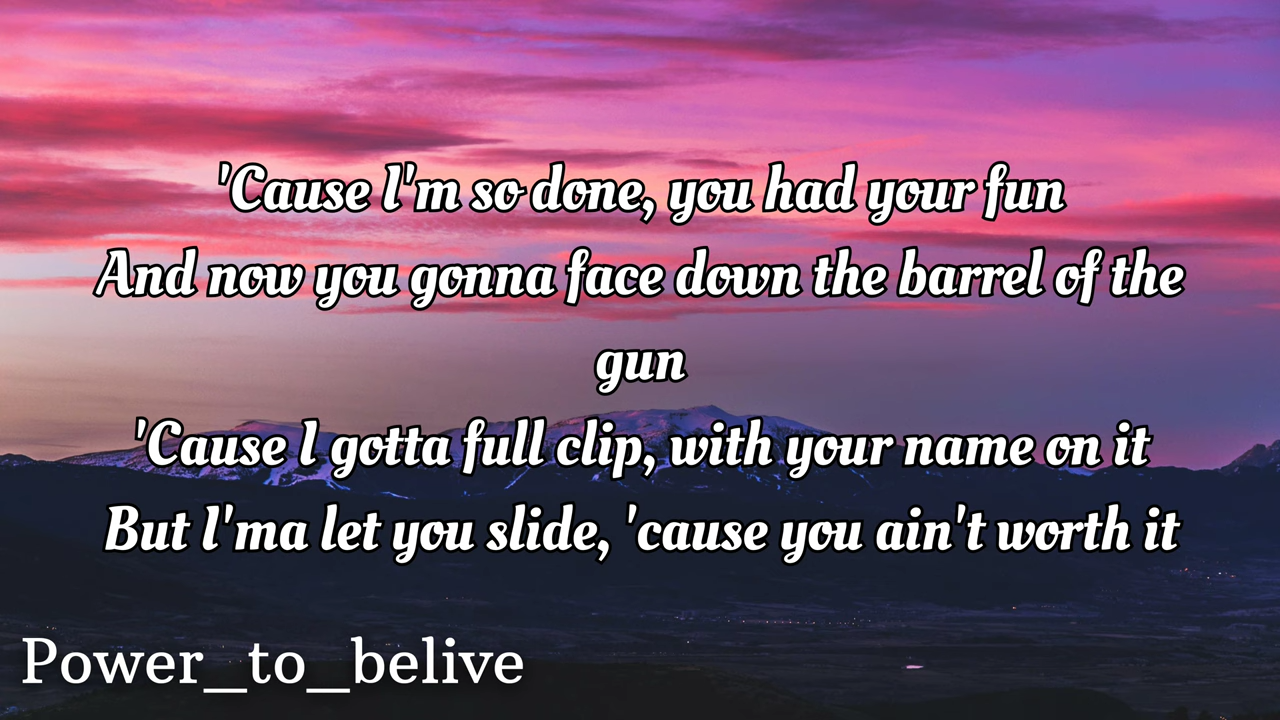 'Cause I'm so done, you had your fun
And now you gonna face down the barrel of the
gun
'Cause I gotta full clip, with your name on it
But I'ma let you slide, 'cause you ain't worth it
Power_to_belive